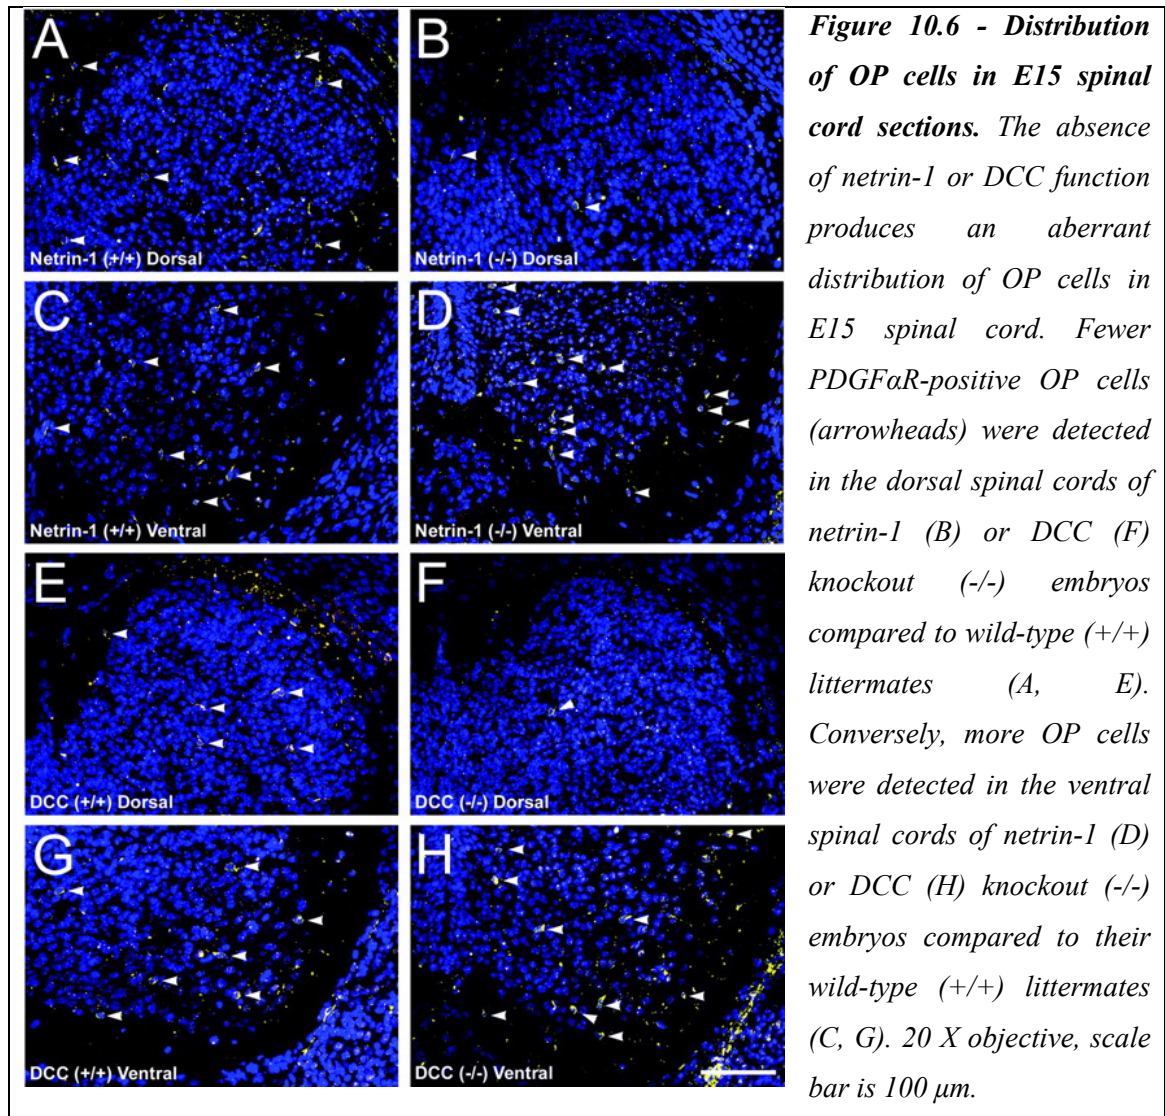 A
Netrin-1 (+/+) Dorsal
B
Netrin-1 (-/-) Dorsal
C
Netrin-1 (+/+) Ventral
D
Netrin-1 (-/-) Ventral
E
DCC (+/+) Dorsal
F
DCC (-/-) Dorsal
G
DCC (+/+) Ventral
H
DCC (-/-) Ventral
Figure 10.6 - Distribution
of OP cells in E15 spinal
cord sections. The absence
of netrin-1 or DCC function
produces an aberrant
distribution of OP cells in
E15 spinal cord. Fewer
PDGFαR-positive OP cells
(arrowheads) were detected
in the dorsal spinal cords of
netrin-1 (B) or DCC (F)
knockout (-/-) embryos
compared to wild-type (+/+)
littermates (A, E).
Conversely, more OP cells
were detected in the ventral
spinal cords of netrin-1 (D)
or DCC (H) knockout (-/-)
embryos compared to their
wild-type (+/+) littermates
(C, G). 20 X objective, scale
bar is 100 μm.